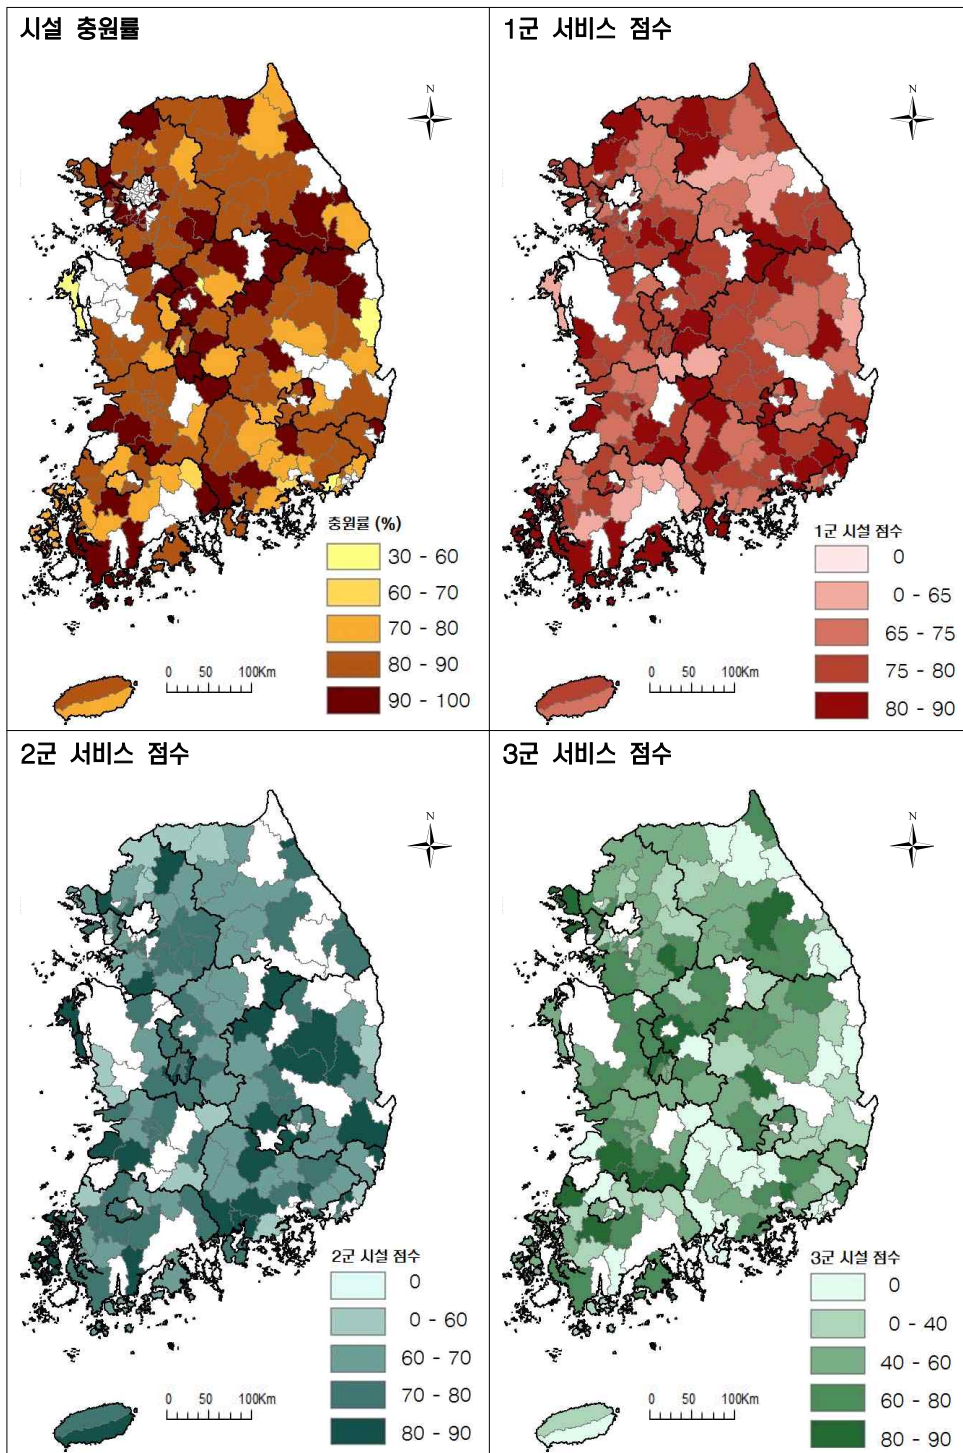 시설 충원률
N
충원률 (%)
30 - 60
60 - 70
70 - 80
80 - 90
90 - 100
0 50 100Km
1군 서비스 점수
N
1군 시설 점수
0
0 - 65
65 - 75
75 - 80
80 - 90
0 50 100Km
2군 서비스 점수
N
2군 시설 점수
0
0 - 60
60 - 70
70 - 80
80 - 90
0 50 100Km
3군 서비스 점수
N
3군 시설 점수
0
0 - 40
40 - 60
60 - 80
80 - 90
0 50 100Km